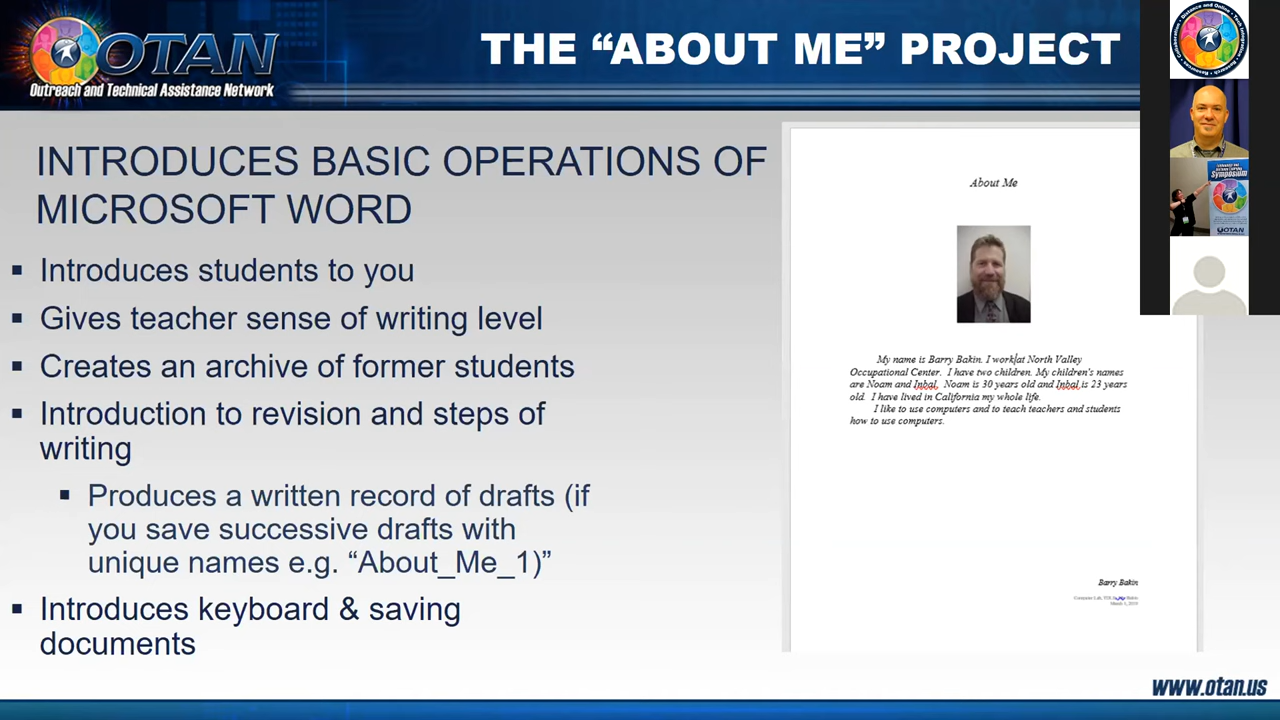 OTAN
Outreach and Technical Assistance Network
THE “ABOUT ME” PROJECT
INTRODUCES BASIC OPERATIONS OF
MICROSOFT WORD
▪ Introduces students to you
▪ Gives teacher sense of writing level
▪ Creates an archive of former students
▪ Introduction to revision and steps of
writing
▪ Produces a written record of drafts (if
you save successive drafts with
unique names e.g. “About_Me_1)”
▪ Introduces keyboard & saving
documents
About Me
My name is Barry Bakin. I work at North Valley
Occupational Center. I have two children. My children's names
are Noam and Inbal. Noam is 30 years old and Inbal is 23 years
old. I have lived in California my whole life.
I like to use computers and to teach teachers and students
how to use computers.
Barry Bakin
www.otan.us
Symposium
OTAN